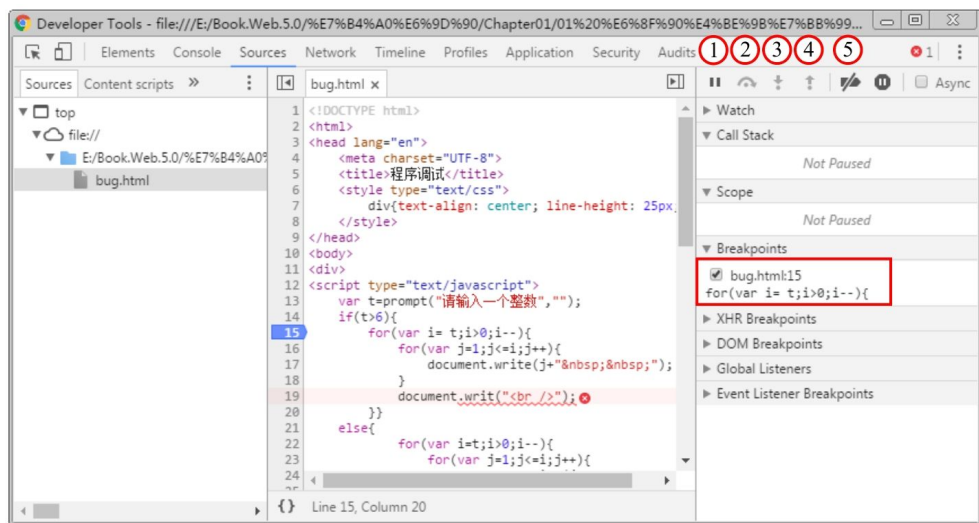 Developer Tools - file:///E:/Book.Web.5.0/%E7%B4%A0%E6%9D%90/Chapter01/01%20%E6%8F%90%E4%BE%9B%E7%BB%99...
Elements Console Sources Network Timeline Profiles Application Security Audits ① ② ③ ④ ⑤ 1
Sources Content scripts » bug.html × Async
top
file://
E:/Book.Web.5.0/%E7%B4%A0
bug.html
1 <!DOCTYPE html>
2 <html>
3 <head lang="en">
4 <meta charset="UTF-8">
5 <title>程序调试</title>
6 <style type="text/css">
7 div{text-align: center; line-height: 25px
8 </style>
9 </head>
10 <body>
11 <div>
12 <script type="text/javascript">
13 var t=prompt("请输入一个整数","");
14 if(t>6){
15 for(var i= t;i>0;i--){
16 for(var j=1;j<=i;j++){
17 document.write(j+"&nbsp;&nbsp;");
18 }
19 document.writ("<br />");
20 }}
21 else{
22 for(var i=t;i>0;i--){
23 for(var j=1;j<=i;j++){
24
{} Line 15, Column 20
Watch
Call Stack
Not Paused
Scope
Not Paused
Breakpoints
bug.html:15
for(var i= t;i>0;i--){
XHR Breakpoints
DOM Breakpoints
Global Listeners
Event Listener Breakpoints